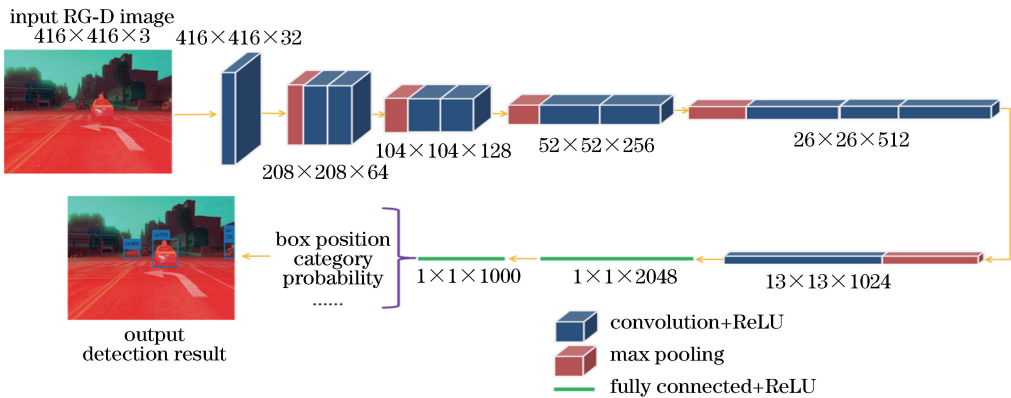 input RG-D image
416×416×3
416×416×32
208×208×64
104×104×128
52×52×256
26×26×512
13×13×1024
1×1×2048
1×1×1000
box position
category
probability
......
output
detection result
convolution+ReLU
max pooling
fully connected+ReLU